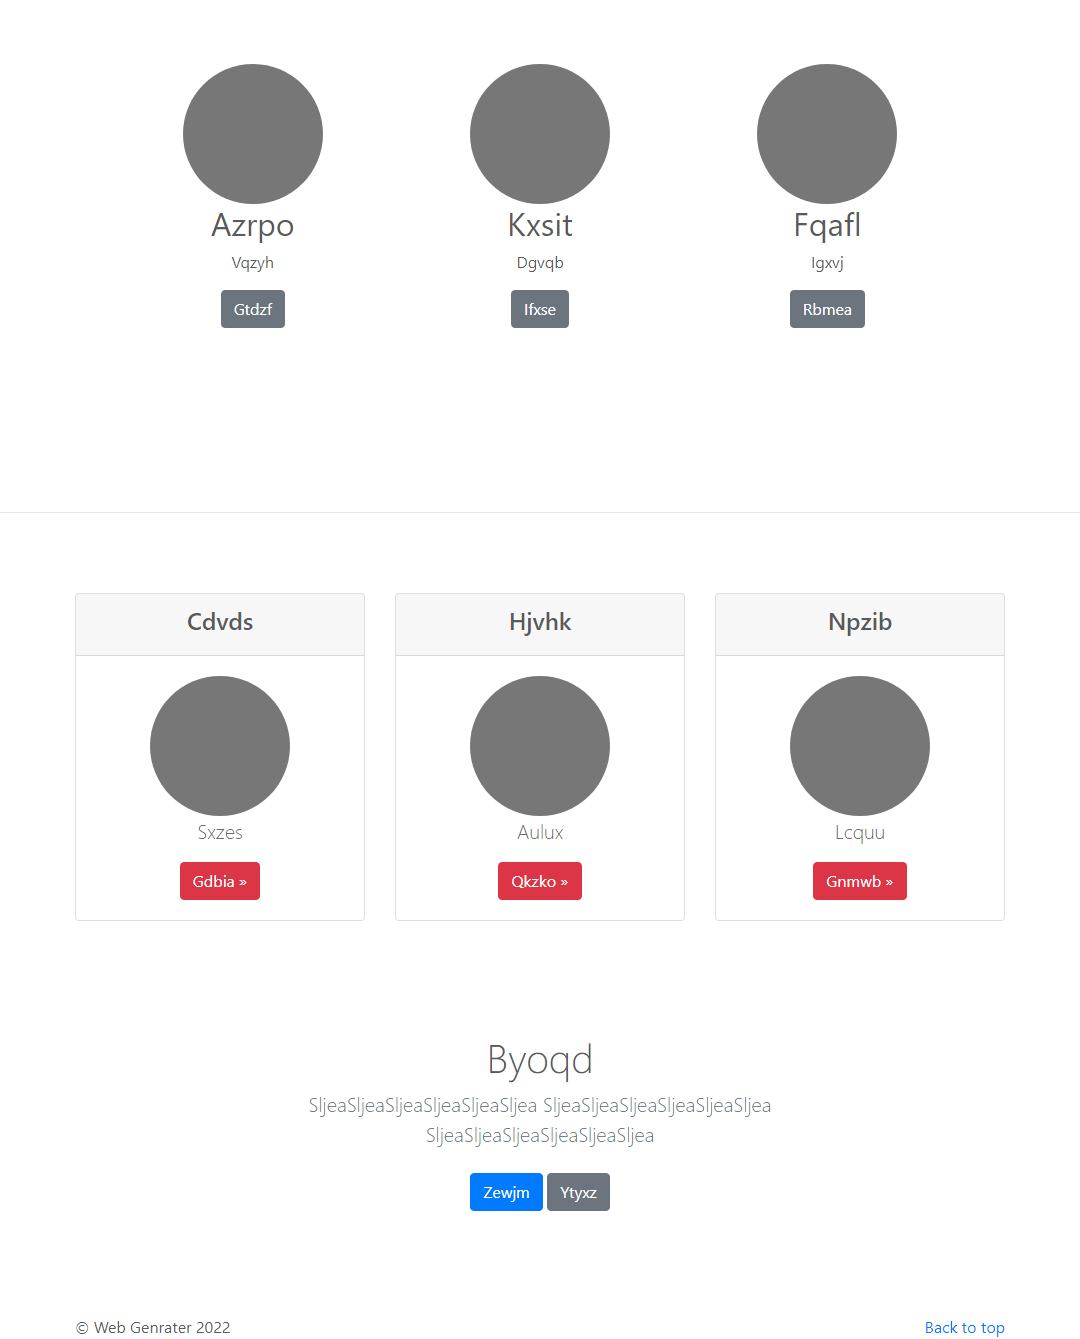 Azrpo
Kxsit
Fqafl
Vqzyh
Dgvqb
Igxvj
Gtdzf
Ifxse
Rbmea
Cdvds
Hjvhk
Npzib
Sxzes
Aulux
Lcquu
Gdbia »
Qkzko »
Gnmwb »
Byoqd
SljeaSljeaSljeaSljeaSljeaSljea SljeaSljeaSljeaSljeaSljeaSljea
SljeaSljeaSljeaSljeaSljeaSljea
Zewjm Ytyxz
© Web Genrater 2022
Back to top